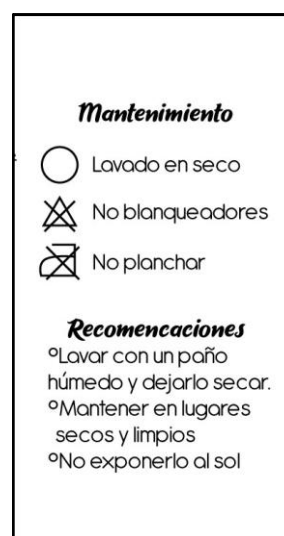 Mantenimiento
Lavado en seco
No blanqueadores
No planchar
Recomencaciones
°Lavar con un paño
húmedo y dejarlo secar.
°Mantener en lugares
secos y limpios
°No exponerlo al sol